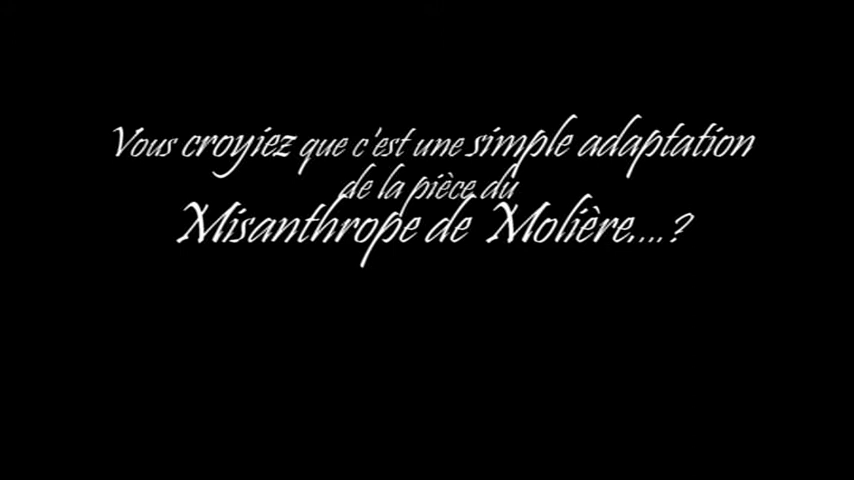 Vous croyiez que c'est une simple adaptation
de la pièce du
Misanthrope de Molière....?